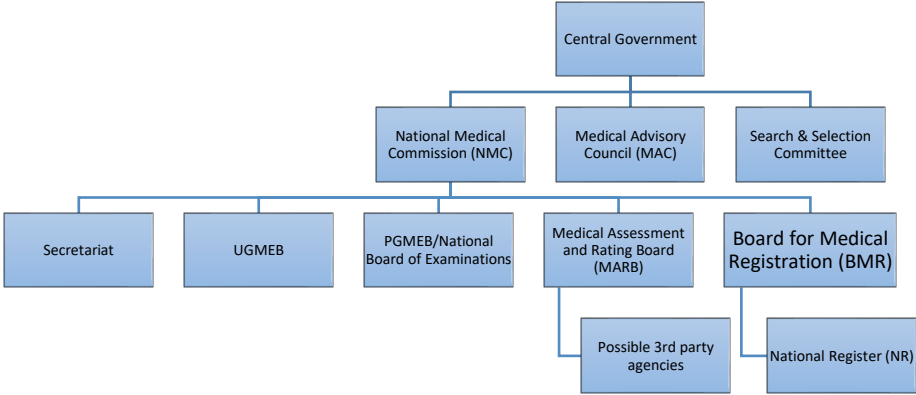 Central Government
National Medical
Commission (NMC)
Medical Advisory
Council (MAC)
Search & Selection
Committee
Secretariat
UGMEB
PGMEB/National
Board of Examinations
Medical Assessment
and Rating Board
(MARB)
Board for Medical
Registration (BMR)
Possible 3rd party
agencies
National Register (NR)